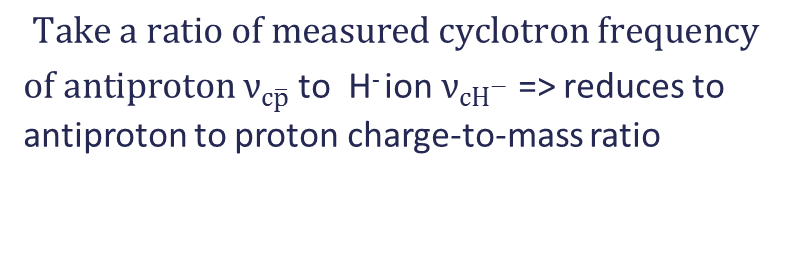 Take a ratio of measured cyclotron frequency
of antiproton ν_cp̄ to H⁻ ion ν_cH⁻ => reduces to
antiproton to proton charge-to-mass ratio